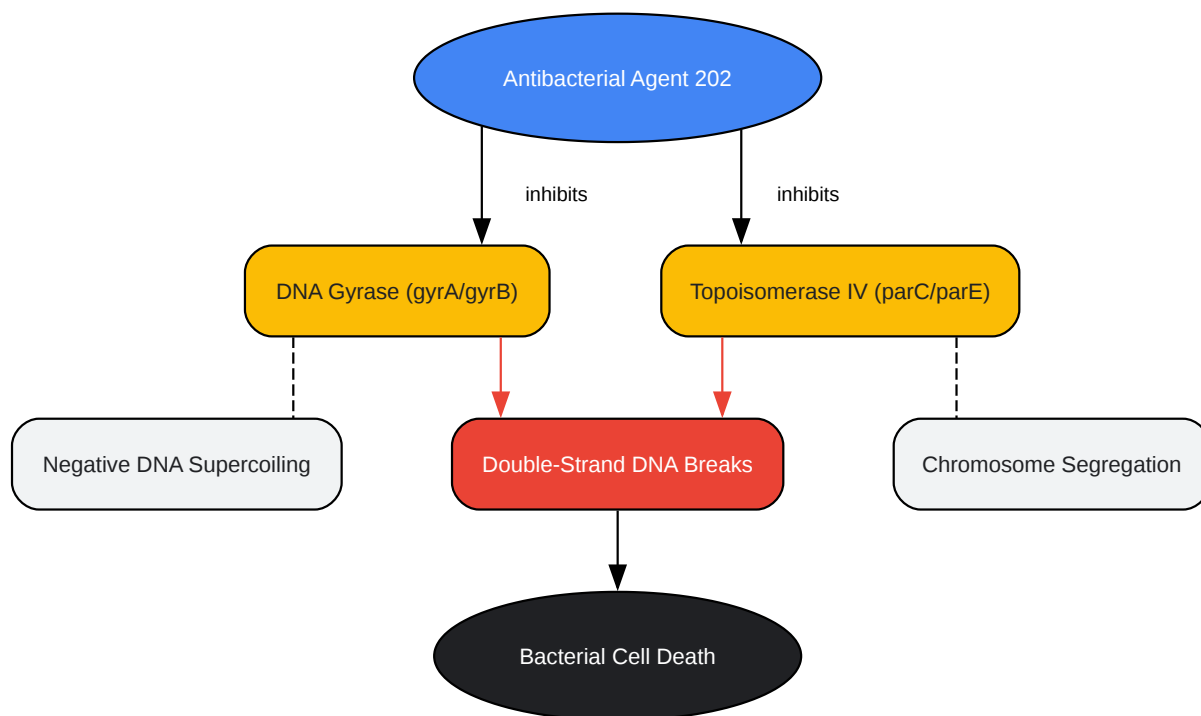 Antibacterial Agent 202
inhibits
inhibits
DNA Gyrase (gyrA/gyrB)
Topoisomerase IV (parC/parE)
Negative DNA Supercoiling
Double-Strand DNA Breaks
Chromosome Segregation
Bacterial Cell Death